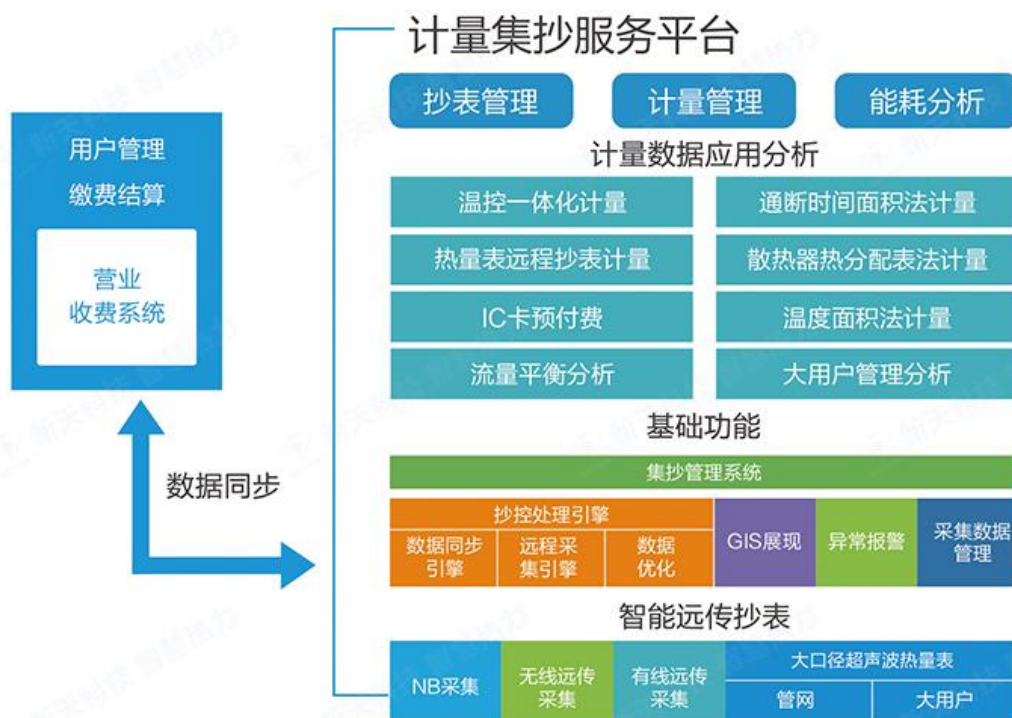 计量集抄服务平台
抄表管理
计量管理
能耗分析
用户管理
缴费结算
营业
收费系统
数据同步
计量数据应用分析
温控一体化计量
通断时间面积法计量
热量表远程抄表计量
散热器热分配表法计量
IC卡预付费
温度面积法计量
流量平衡分析
大用户管理分析
基础功能
集抄管理系统
抄控处理引擎
数据同步
引擎
远程采
集引擎
数据
优化
GIS展现
异常报警
采集数据
管理
智能远传抄表
NB采集
无线远传
采集
有线远传
采集
大口径超声波热量表
管网
大用户
新天科技 智慧热力